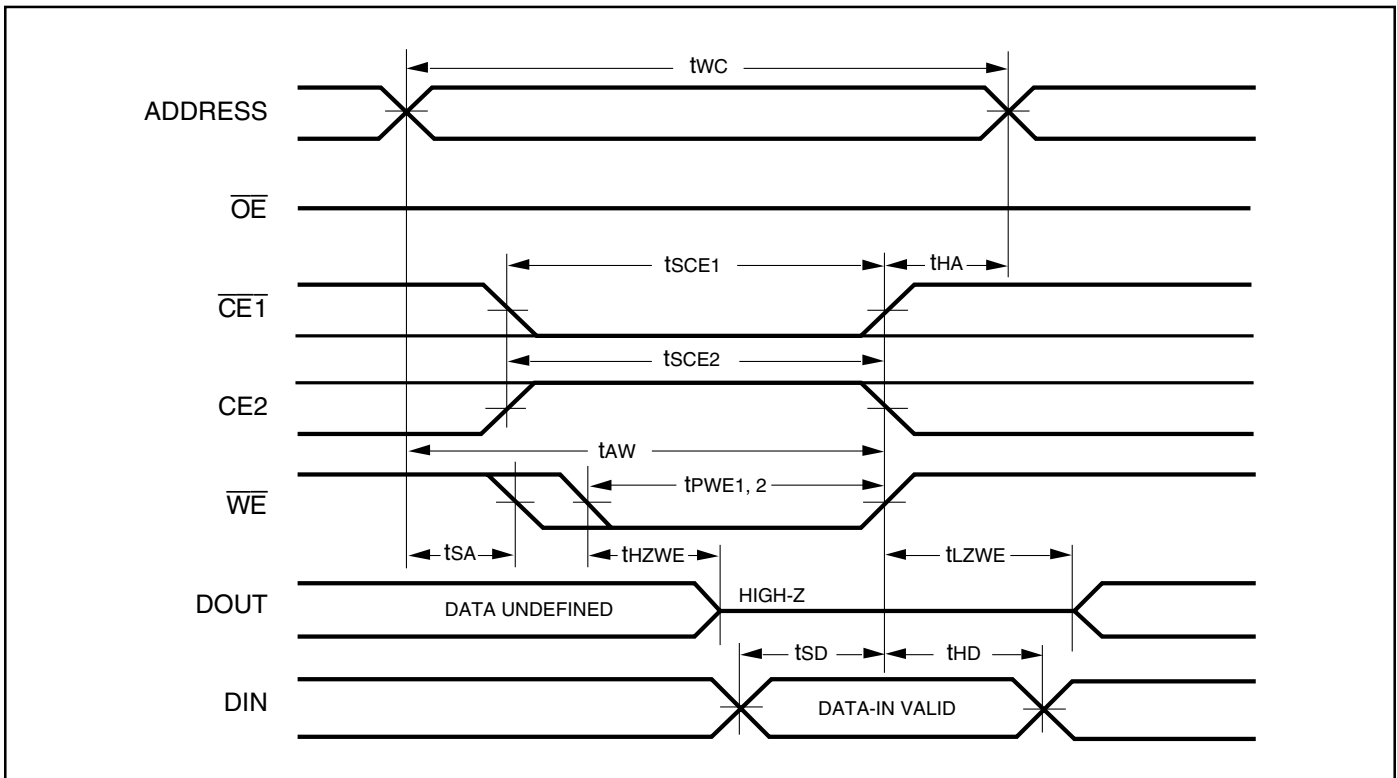 tWC
ADDRESS
OE
tSCE1
tHA
CE1
tSCE2
CE2
tAW
tPWE1, 2
WE
tSA
tHZWE
tLZWE
DOUT
DATA UNDEFINED
HIGH-Z
tSD
tHD
DIN
DATA-IN VALID